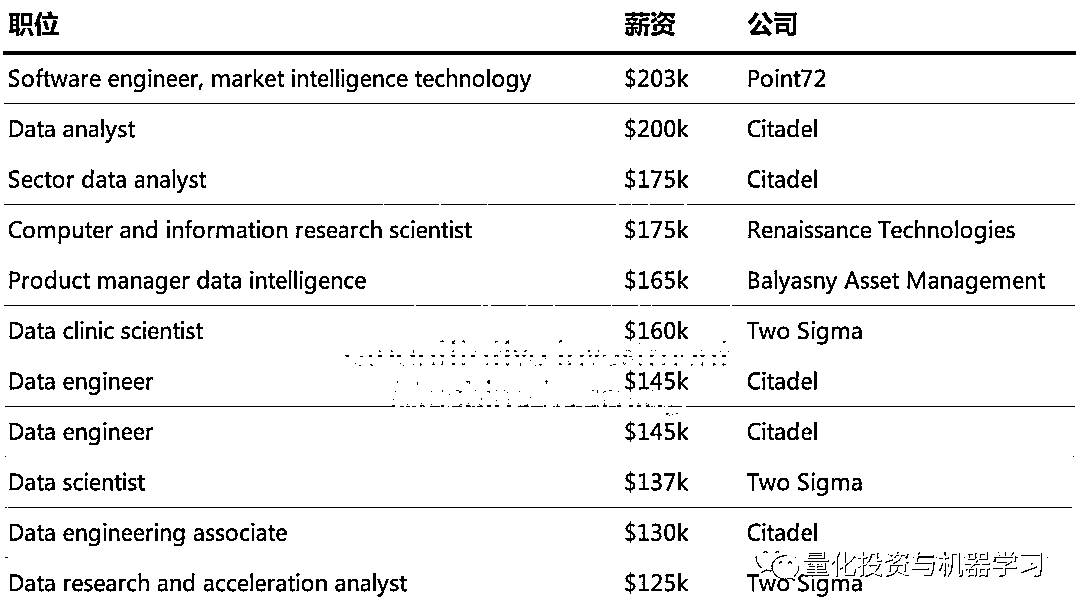 职位 薪资 公司
Software engineer, market intelligence technology $203k Point72
Data analyst $200k Citadel
Sector data analyst $175k Citadel
Computer and information research scientist $175k Renaissance Technologies
Product manager data intelligence $165k Balyasny Asset Management
Data clinic scientist $160k Two Sigma
Data engineer $145k Citadel
Data engineer $145k Citadel
Data scientist $137k Two Sigma
Data engineering associate $130k Citadel
Data research and acceleration analyst $125k Two Sigma
量化投资与机器学习